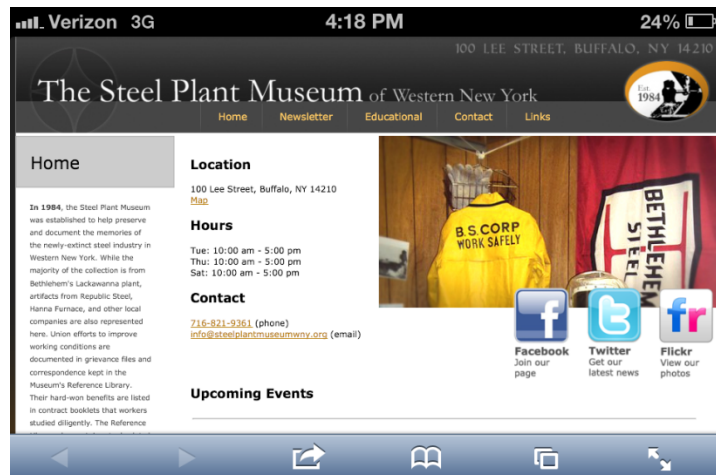 Verizon 3G 4:18 PM 24%
100 LEE STREET, BUFFALO, NY 14210
The Steel Plant Museum of Western New York
Est.
1984
Home Newsletter Educational Contact Links
Home
In 1984, the Steel Plant Museum
was established to help preserve
and document the memories of
the newly-extinct steel industry in
Western New York. While the
majority of the collection is from
Bethlehem's Lackawanna plant,
artifacts from Republic Steel,
Hanna Furnace, and other local
companies are also represented
here. Union efforts to improve
working conditions are
documented in grievance files and
correspondence kept in the
Museum's Reference Library.
Their hard-won benefits are listed
in contract booklets that workers
studied diligently. The Reference
Location
100 Lee Street, Buffalo, NY 14210
Map
Hours
Tue: 10:00 am - 5:00 pm
Thu: 10:00 am - 5:00 pm
Sat: 10:00 am - 5:00 pm
Contact
716-821-9361 (phone)
info@steelplantmuseumwny.org (email)
Upcoming Events
B.S.CORP
WORK SAFELY
BETHLEHEM
STEEL
f
t
fr
Facebook
Join our
page
Twitter
Get our
latest news
Flickr
View our
photos